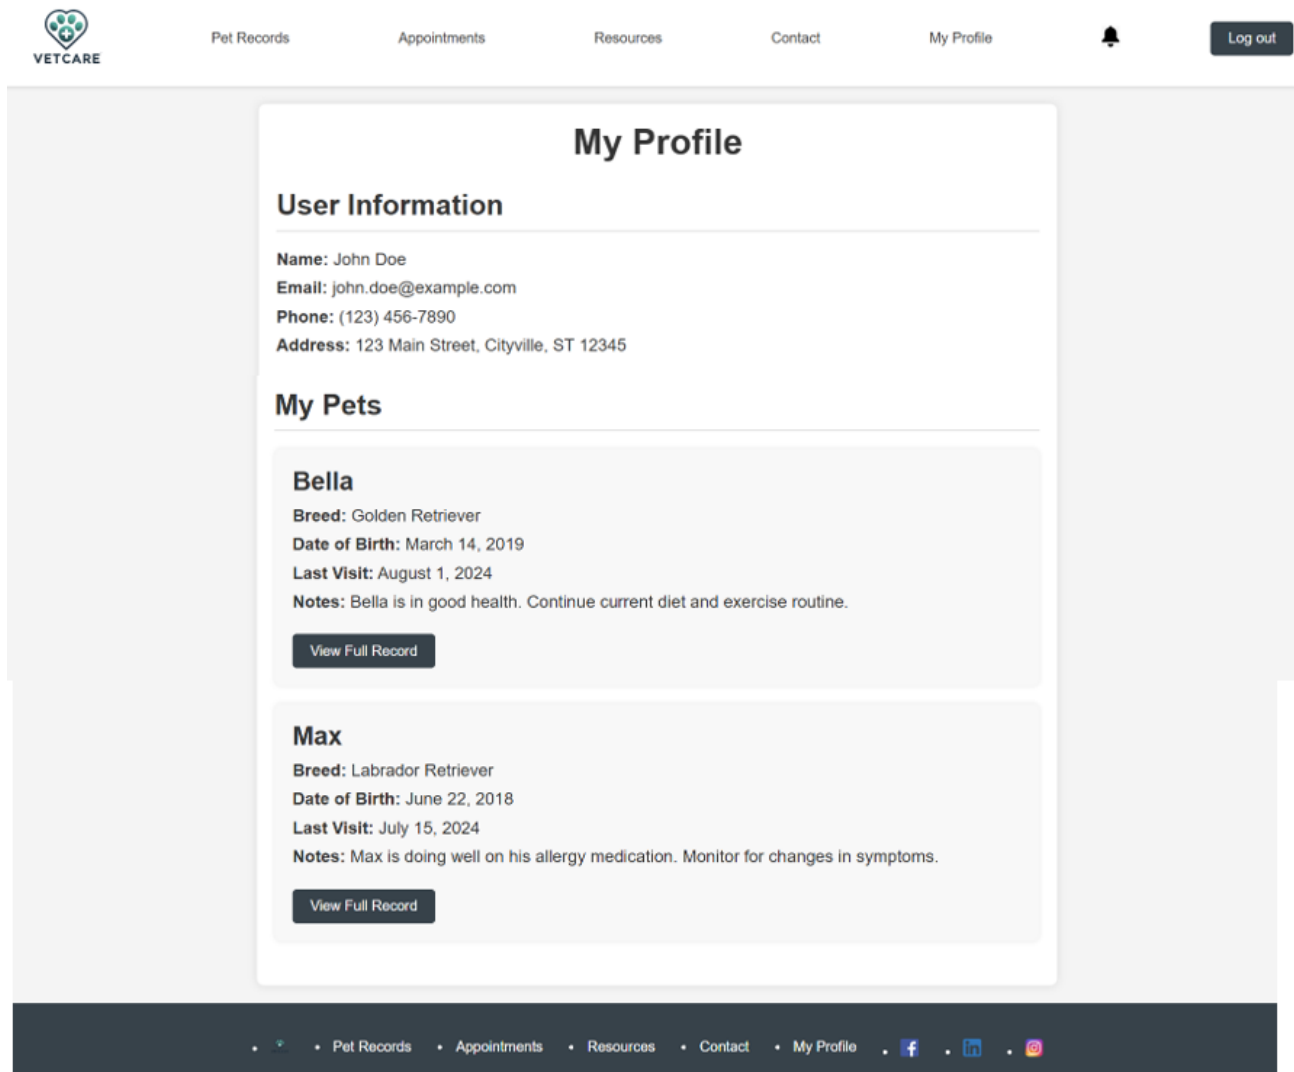 VETCARE
Pet Records
Appointments
Resources
Contact
My Profile
Log out
My Profile
User Information
Name: John Doe
Email: john.doe@example.com
Phone: (123) 456-7890
Address: 123 Main Street, Cityville, ST 12345
My Pets
Bella
Breed: Golden Retriever
Date of Birth: March 14, 2019
Last Visit: August 1, 2024
Notes: Bella is in good health. Continue current diet and exercise routine.
View Full Record
Max
Breed: Labrador Retriever
Date of Birth: June 22, 2018
Last Visit: July 15, 2024
Notes: Max is doing well on his allergy medication. Monitor for changes in symptoms.
View Full Record
• Pet Records • Appointments • Resources • Contact • My Profile